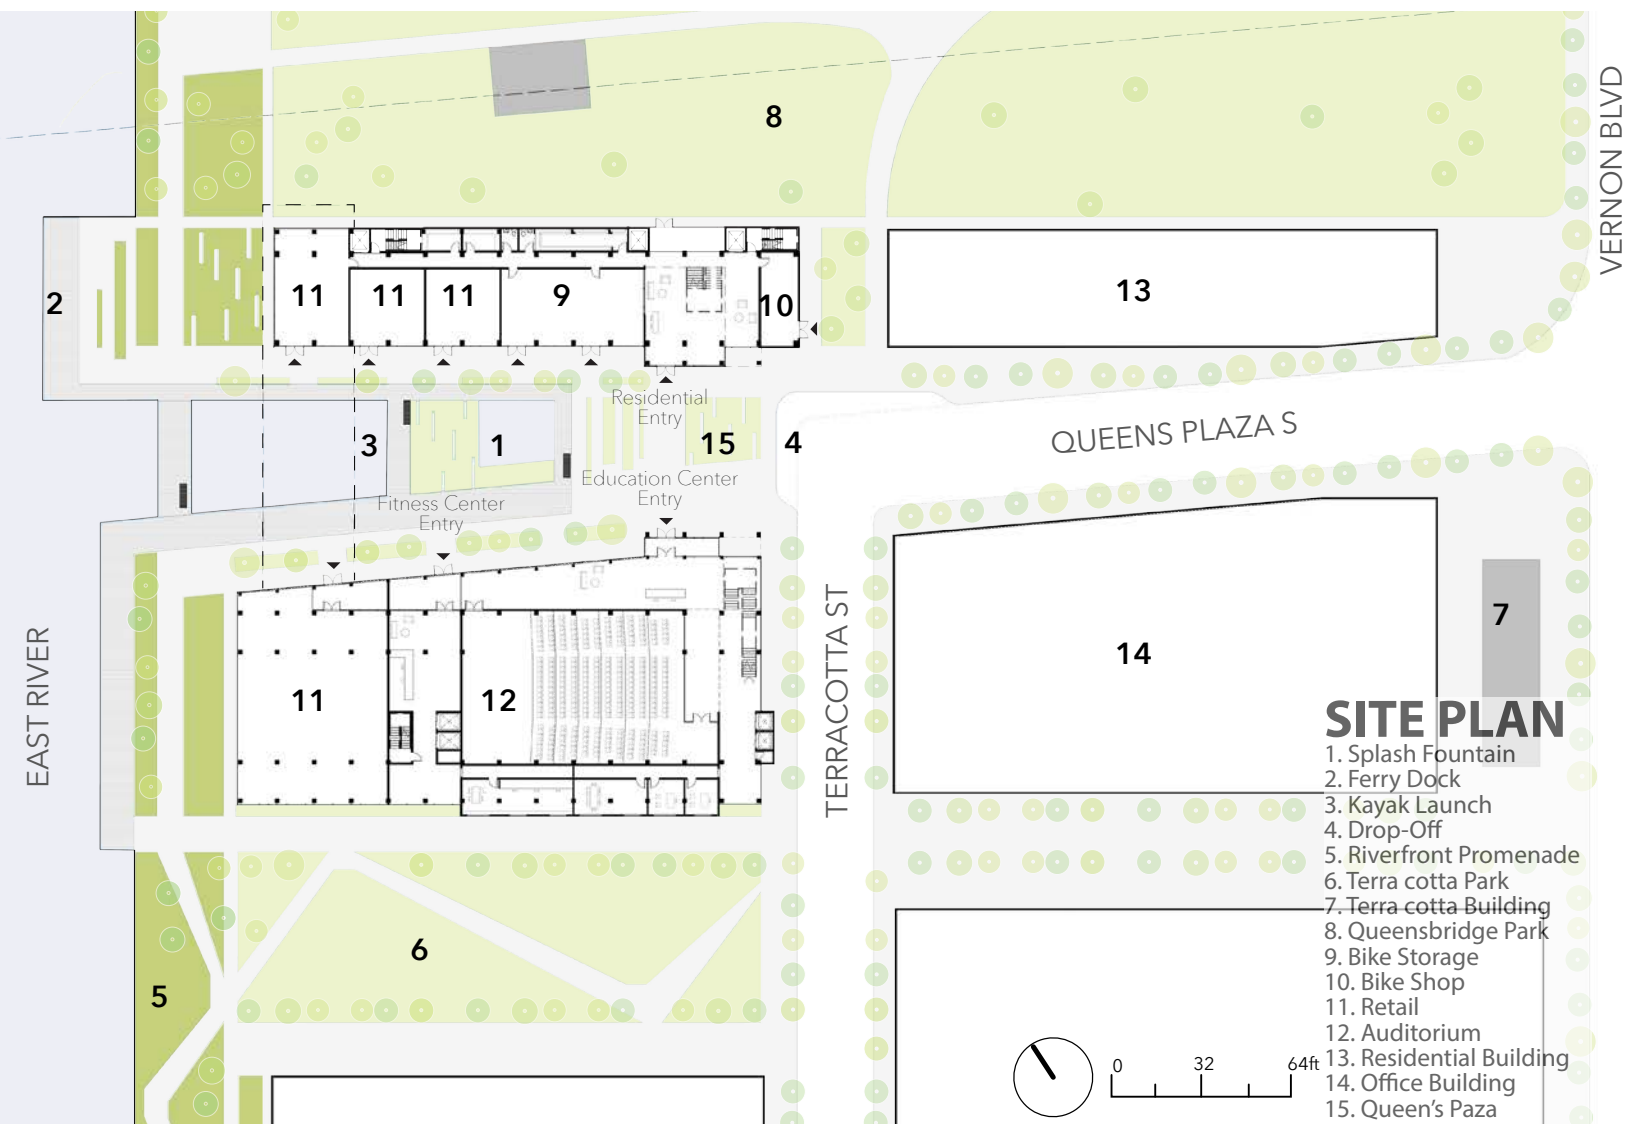 8
VERNON BLVD
2
11
11
11
9
10
13
Residential
Entry
3
1
15
4
QUEENS PLAZA S
Education Center
Entry
Fitness Center
Entry
EAST RIVER
11
12
TERRACOTTA ST
14
7
6
5
0
32
64ft
SITE PLAN
1. Splash Fountain
2. Ferry Dock
3. Kayak Launch
4. Drop-Off
5. Riverfront Promenade
6. Terra cotta Park
7. Terra cotta Building
8. Queensbridge Park
9. Bike Storage
10. Bike Shop
11. Retail
12. Auditorium
13. Residential Building
14. Office Building
15. Queen's Paza